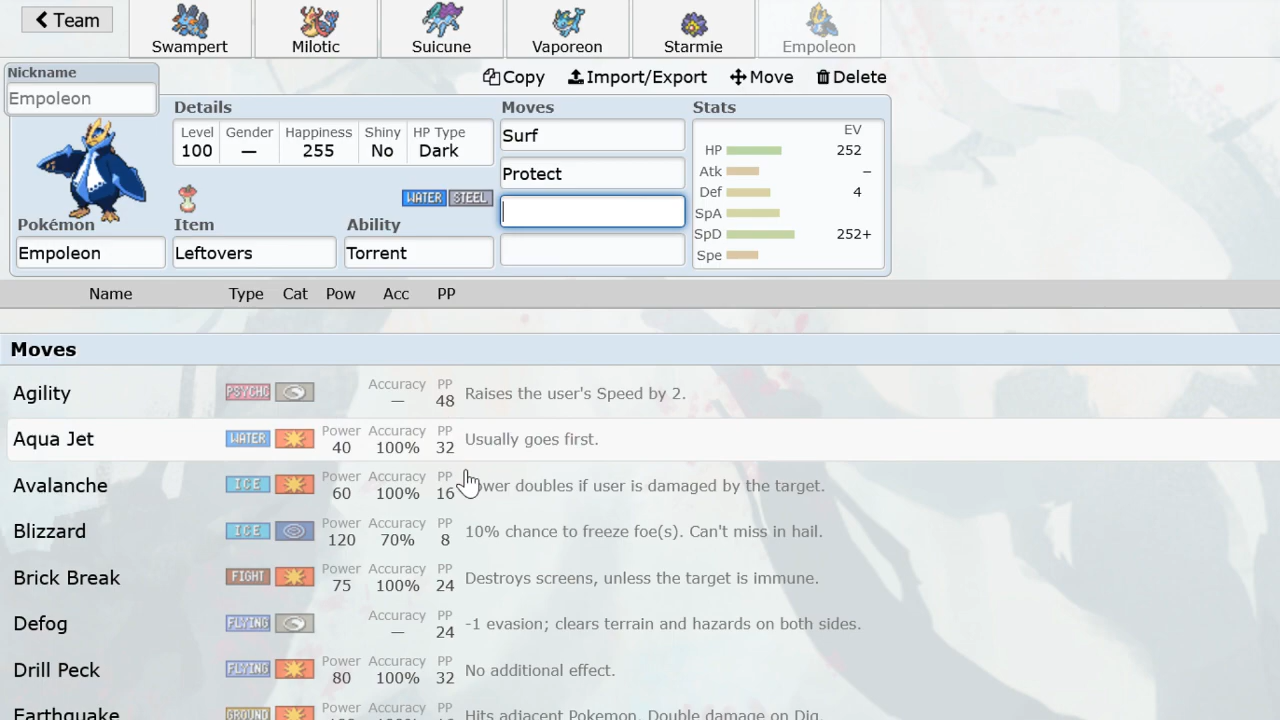 Team
Swampert
Milotic
Suicune
Vaporeon
Starmie
Empoleon
Nickname
Empoleon
Copy
Import/Export
Move
Delete
Details
Moves
Stats
Level Gender Happiness Shiny HP Type
100 — 255 No Dark
WATER STEEL
Pokémon
Item
Ability
Empoleon
Leftovers
Torrent
Surf
Protect
EV
HP 252
Atk –
Def 4
SpA
SpD 252+
Spe
Name Type Cat Pow Acc PP
Moves
Agility PSYCHC Accuracy — PP 48 Raises the user's Speed by 2.
Aqua Jet WATER Power 40 Accuracy 100% PP 32 Usually goes first.
Avalanche ICE Power 60 Accuracy 100% PP 16 ower doubles if user is damaged by the target.
Blizzard ICE Power 120 Accuracy 70% PP 8 10% chance to freeze foe(s). Can't miss in hail.
Brick Break FIGHT Power 75 Accuracy 100% PP 24 Destroys screens, unless the target is immune.
Defog FLYING Accuracy — PP 24 -1 evasion; clears terrain and hazards on both sides.
Drill Peck FLYING Power 80 Accuracy 100% PP 32 No additional effect.
Earthquake GROUND Power Accuracy PP Hits adjacent Pokemon. Double damage on Dig.